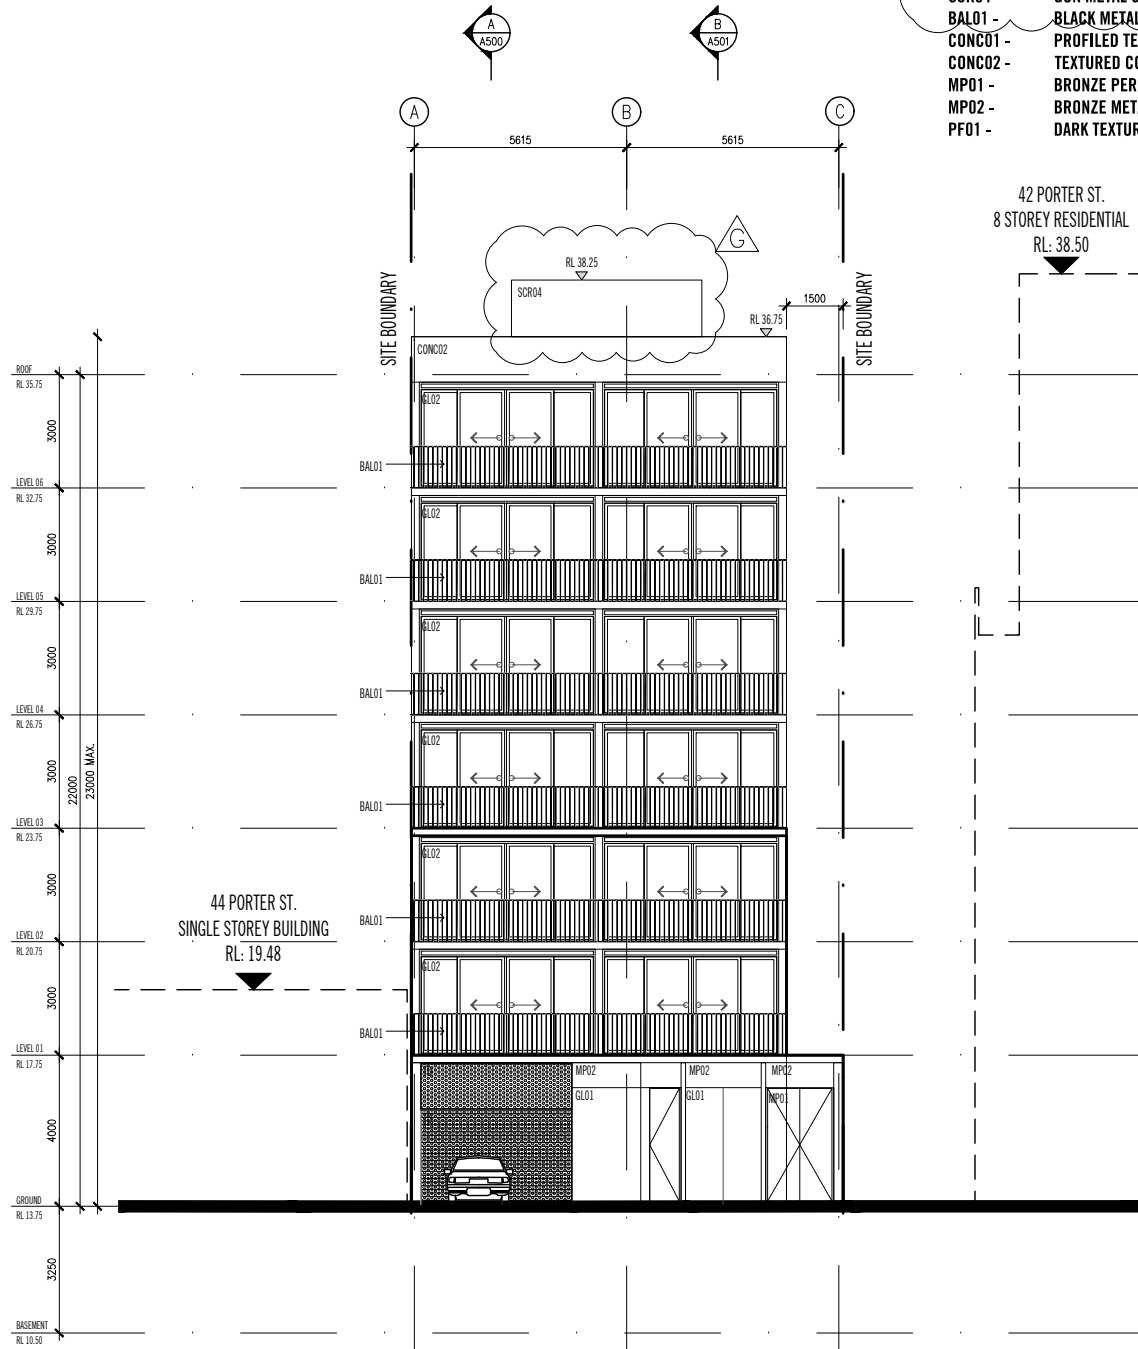 BAL01 - BLACK METAL
CONC01 - PROFILED TE
CONC02 - TEXTURED CO
MP01 - BRONZE PER
MP02 - BRONZE MET
PF01 - DARK TEXTUR
A
A500
B
A501
A
B
C
5615
5615
42 PORTER ST.
8 STOREY RESIDENTIAL
RL: 38.50
G
RL 38.25
SCR04
SITE BOUNDARY
SITE BOUNDARY
1500
RL 36.75
CONC02
ROOF
RL 35.75
3000
GL02
BAL01
LEVEL 06
RL 32.75
3000
GL02
BAL01
LEVEL 05
RL 29.75
3000
GL02
BAL01
LEVEL 04
RL 26.75
3000
22000
23000 MAX.
GL02
BAL01
LEVEL 03
RL 23.75
3000
GL02
BAL01
44 PORTER ST.
SINGLE STOREY BUILDING
RL: 19.48
LEVEL 02
RL 20.75
3000
GL02
BAL01
LEVEL 01
RL 17.75
4000
MP02
MP02
MP02
GL01
GL01
MP01
GROUND
RL 13.75
3250
BASEMENT
RL 10.50